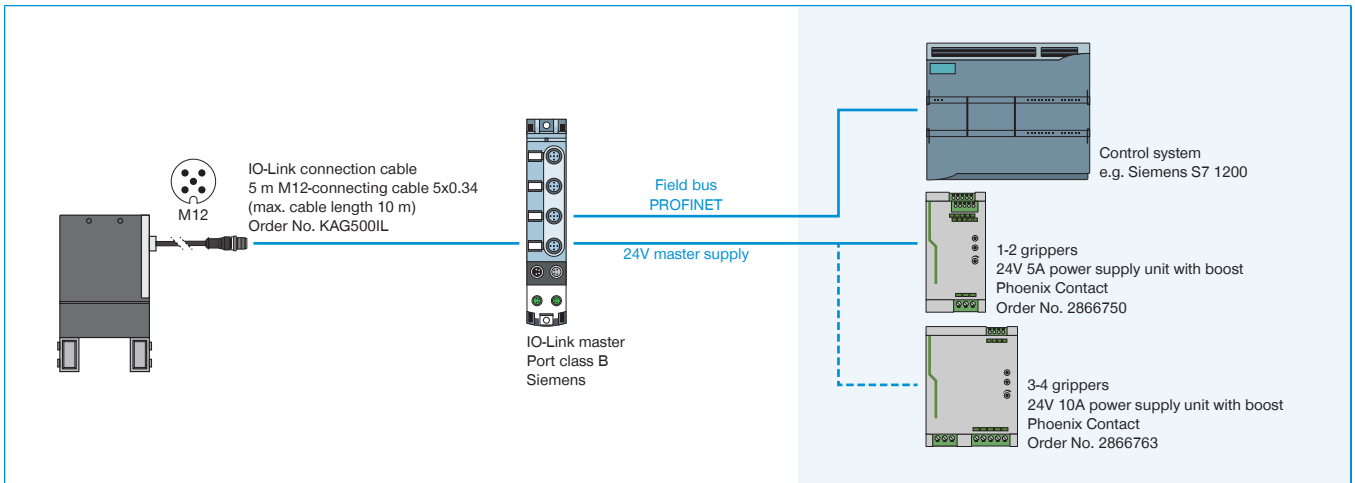 M12
IO-Link connection cable
5 m M12-connecting cable 5x0.34
(max. cable length 10 m)
Order No. KAG500IL
IO-Link master
Port class B
Siemens
Field bus
PROFINET
24V master supply
Control system
e.g. Siemens S7 1200
1-2 grippers
24V 5A power supply unit with boost
Phoenix Contact
Order No. 2866750
3-4 grippers
24V 10A power supply unit with boost
Phoenix Contact
Order No. 2866763